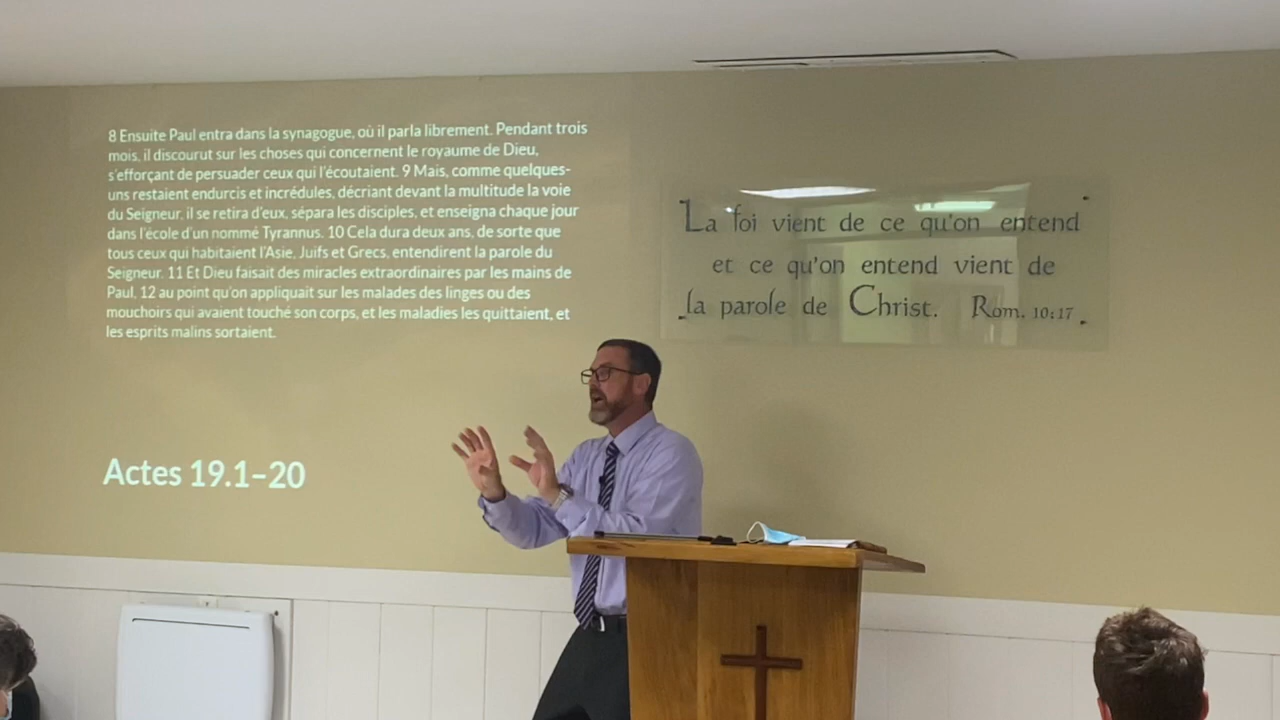 8 Ensuite Paul entra dans la synagogue, où il parla librement. Pendant trois
mois, il discourut sur les choses qui concernent le royaume de Dieu,
s'efforçant de persuader ceux qui l'écoutaient. 9 Mais, comme quelques-
uns restaient endurcis et incrédules, décriant devant la multitude la voie
du Seigneur, il se retira d'eux, sépara les disciples, et enseigna chaque jour
dans l'école d'un nommé Tyrannus. 10 Cela dura deux ans, de sorte que
tous ceux qui habitaient l'Asie, Juifs et Grecs, entendirent la parole du
Seigneur. 11 Et Dieu faisait des miracles extraordinaires par les mains de
Paul, 12 au point qu'on appliquait sur les malades des linges ou des
mouchoirs qui avaient touché son corps, et les maladies les quittaient, et
les esprits malins sortaient.
Actes 19.1–20
La foi vient de ce qu'on entend
et ce qu'on entend vient de
la parole de Christ. Rom. 10:17